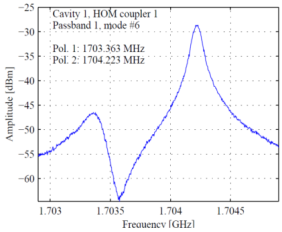 -25
Cavity 1, HOM coupler 1
Passband 1, mode #6
-30
-35
Pol. 1: 1703.363 MHz
Pol. 2: 1704.223 MHz
-40
-45
-50
-55
-60
Amplitude [dBm]
1.703
1.7035
1.704
1.7045
Frequency [GHz]